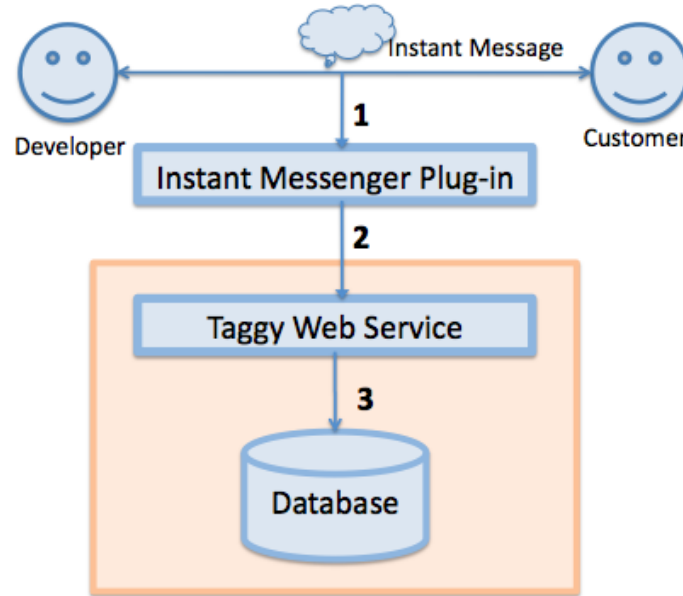 Instant Message
Developer
Customer
1
Instant Messenger Plug-in
2
Taggy Web Service
3
Database